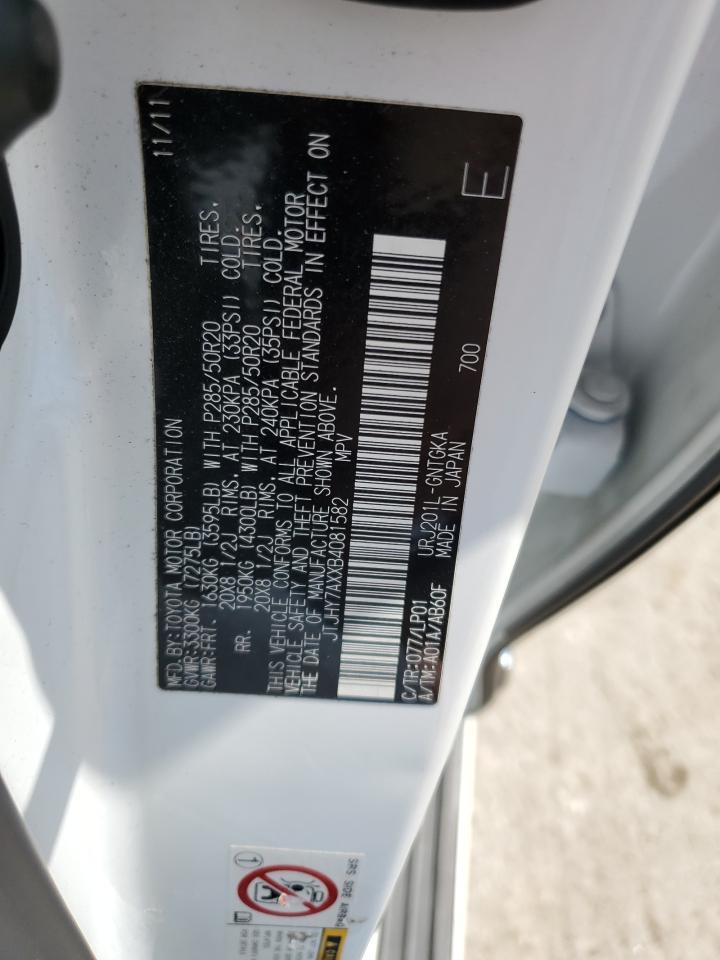 MFD.BY:TOYOTA MOTOR CORPORATION 11/11
GVWR:3300KG (7275LB)
GAWR:FRT. 1630KG (3595LB) WITH P285/50R20 TIRES,
20X8 1/2J RIMS, AT 230KPA (33PSI) COLD.
RR. 1950KG (4300LB) WITH P285/50R20 TIRES,
20X8 1/2J RIMS, AT 240KPA (35PSI) COLD.
THIS VEHICLE CONFORMS TO ALL APPLICABLE FEDERAL MOTOR
VEHICLE SAFETY AND THEFT PREVENTION STANDARDS IN EFFECT ON
THE DATE OF MANUFACTURE SHOWN ABOVE.
JTJHY7AXXB4081582 MPV
C/TR:077/LP01 URJ201L-GNTGKA 700
A/TM:A01A/AB60F MADE IN JAPAN E
SRS SIDE AIRBAG
1